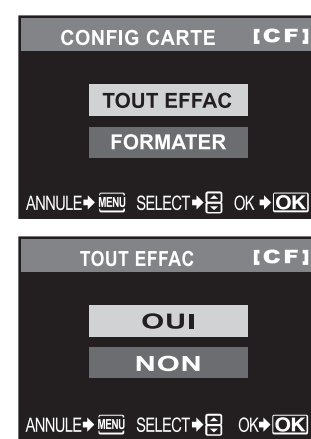 CONFIG CARTE [CF]
TOUT EFFAC
FORMATER
ANNULE➜MENU SELECT➜ OK➜OK
TOUT EFFAC [CF]
OUI
NON
ANNULE➜MENU SELECT➜ OK➜OK